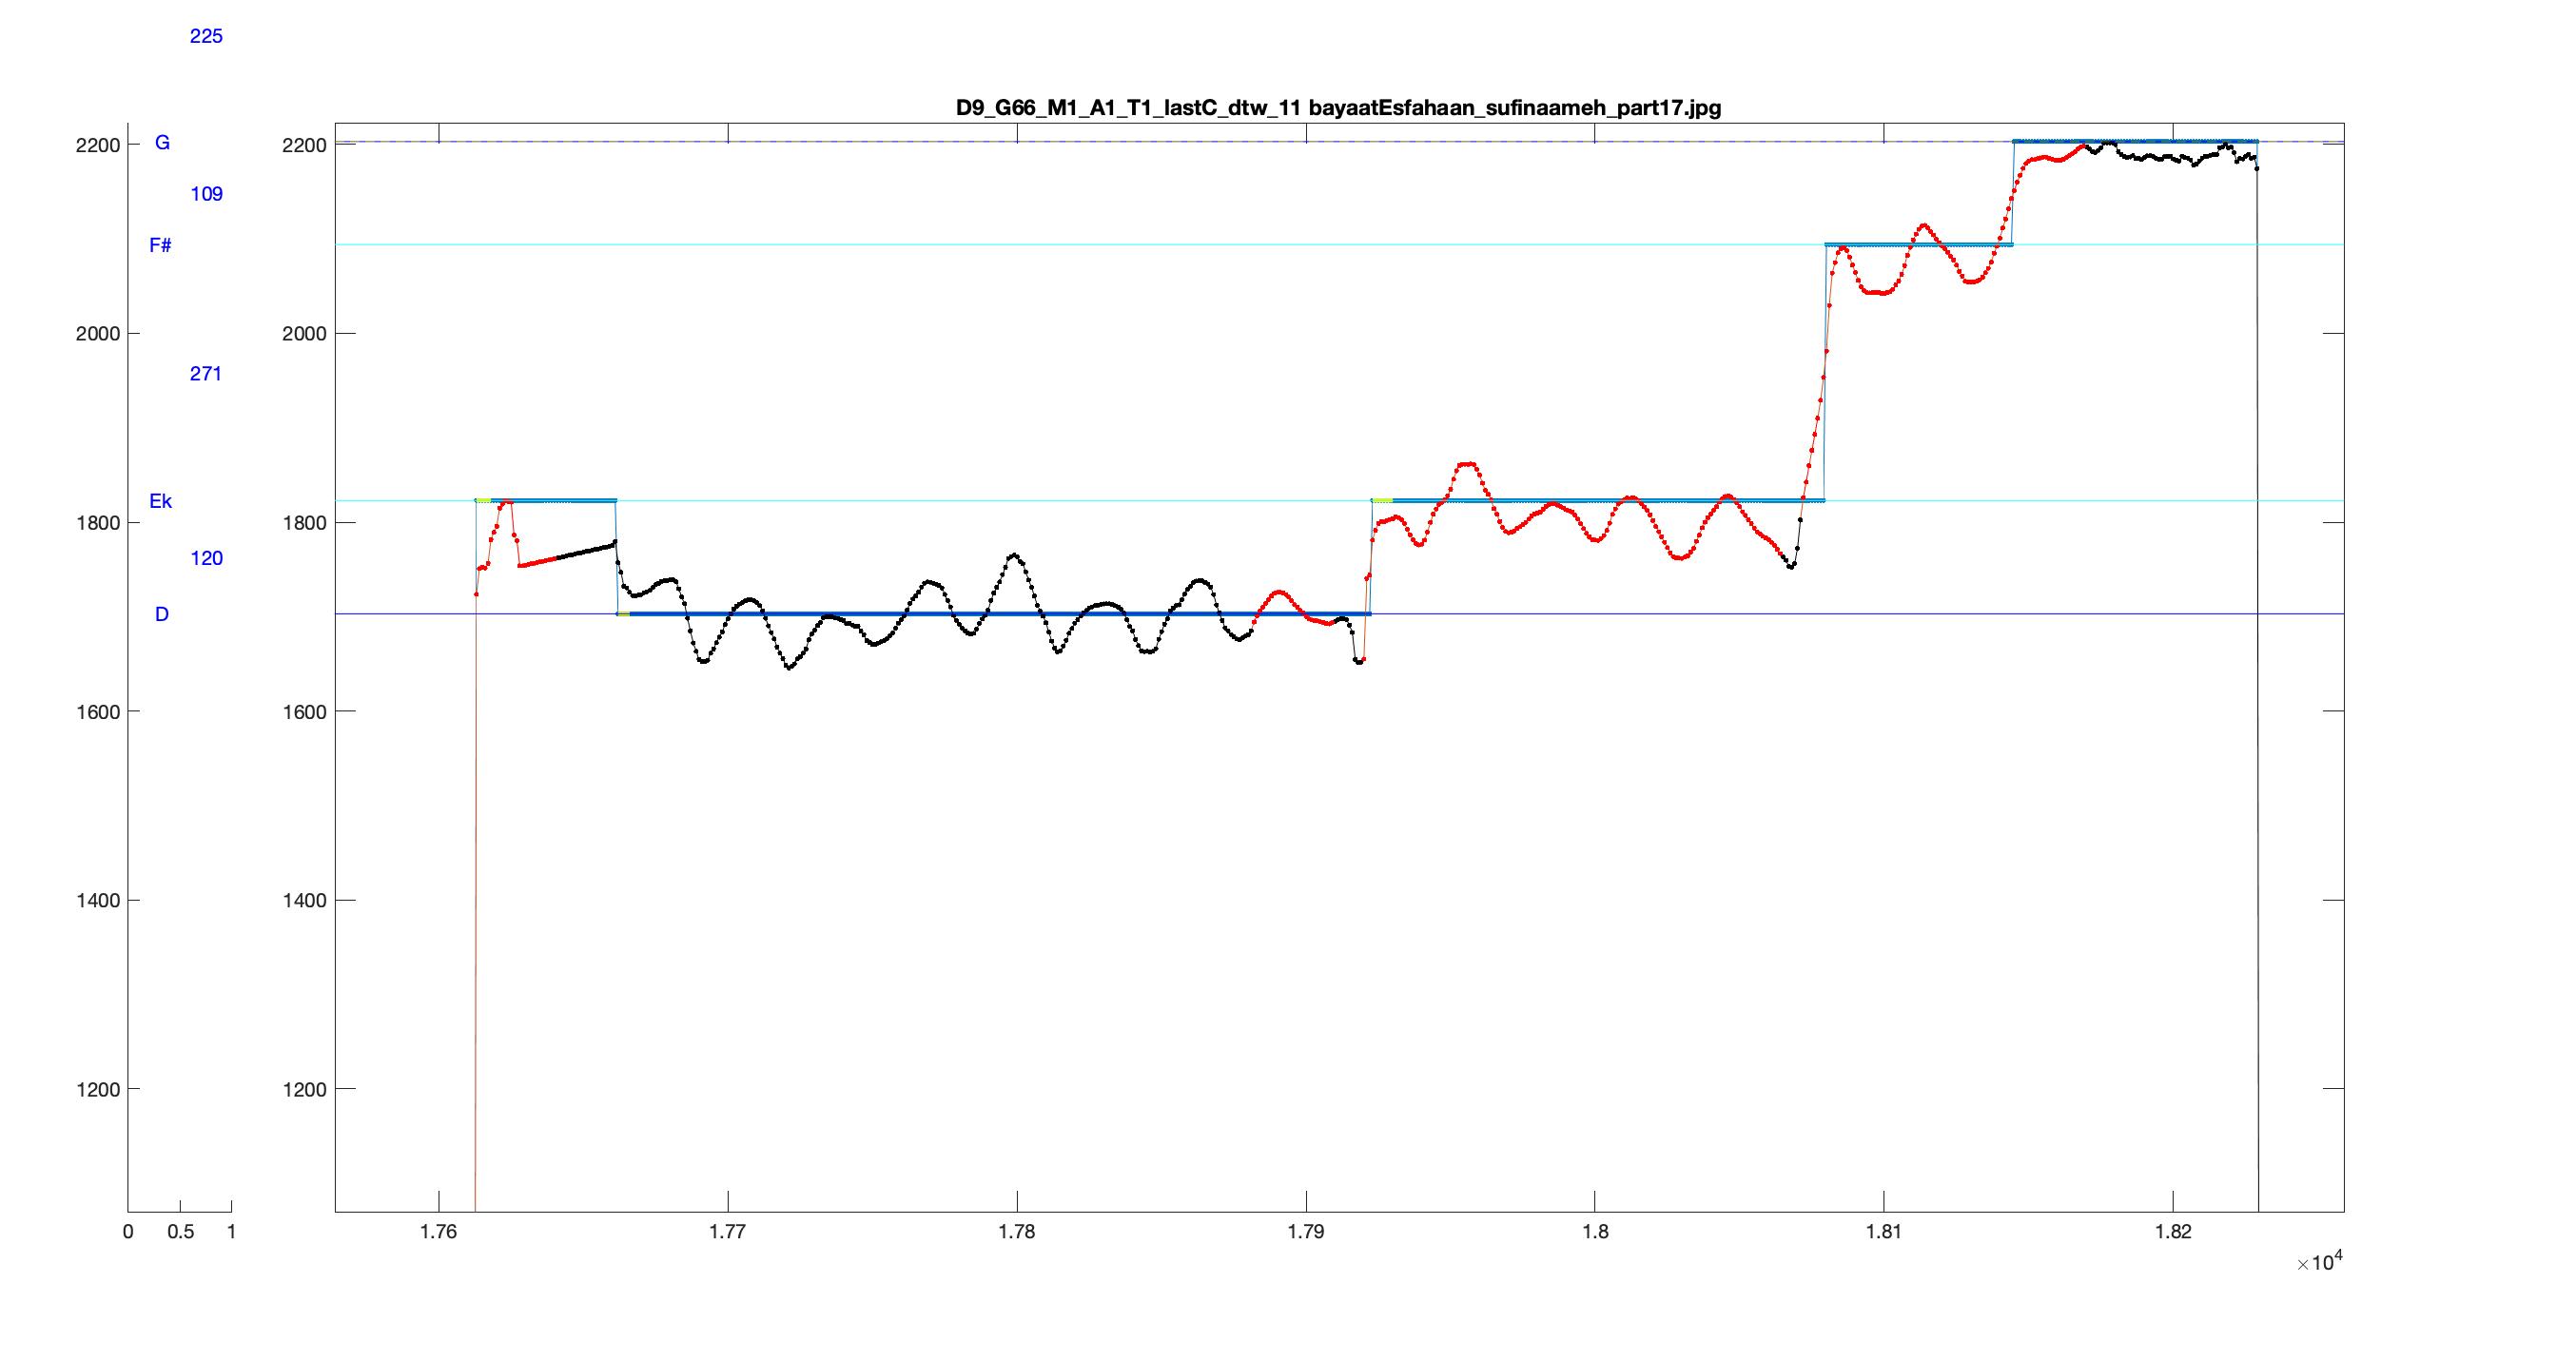 225
D9_G66_M1_A1_T1_lastC_dtw_11 bayaatEsfahaan_sufinaameh_part17.jpg
2200 G 2200
109
F#
2000 2000
271
Ek
1800 1800
120
D
1600 1600
1400 1400
1200 1200
0 0.5 1 1.76 1.77 1.78 1.79 1.8 1.81 1.82
×10⁴